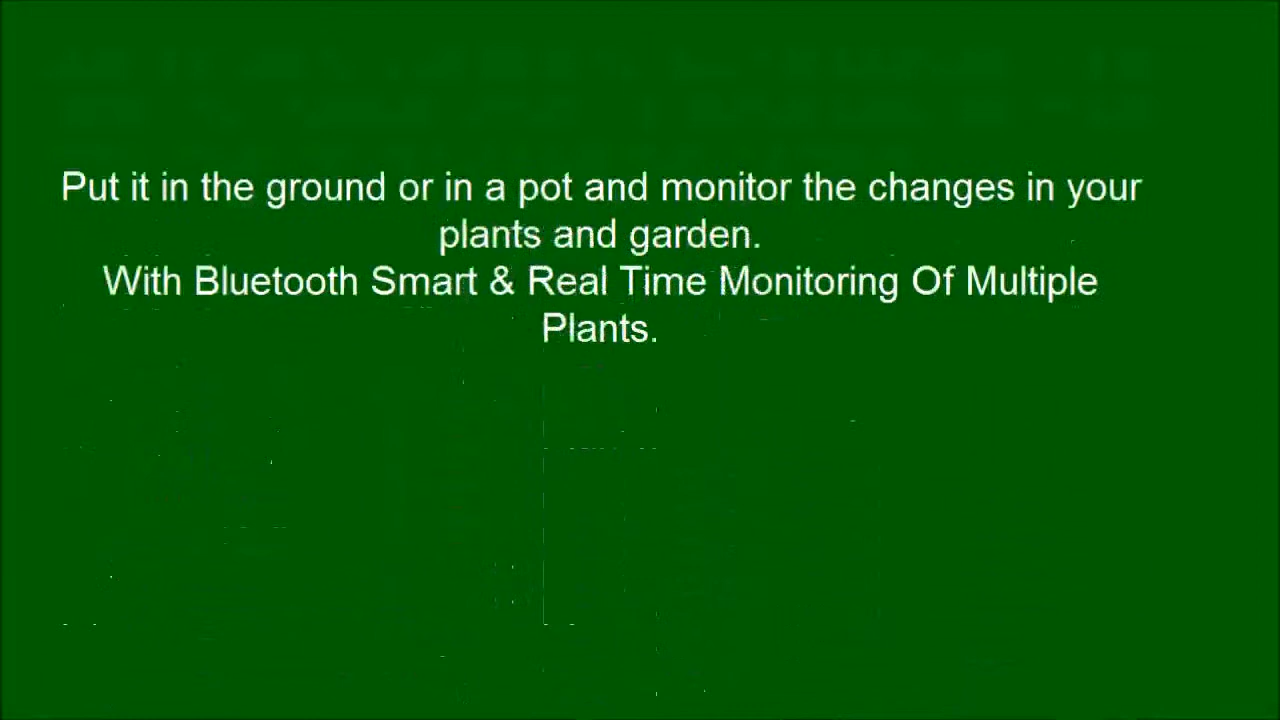 Put it in the ground or in a pot and monitor the changes in your
plants and garden.
With Bluetooth Smart & Real Time Monitoring Of Multiple
Plants.